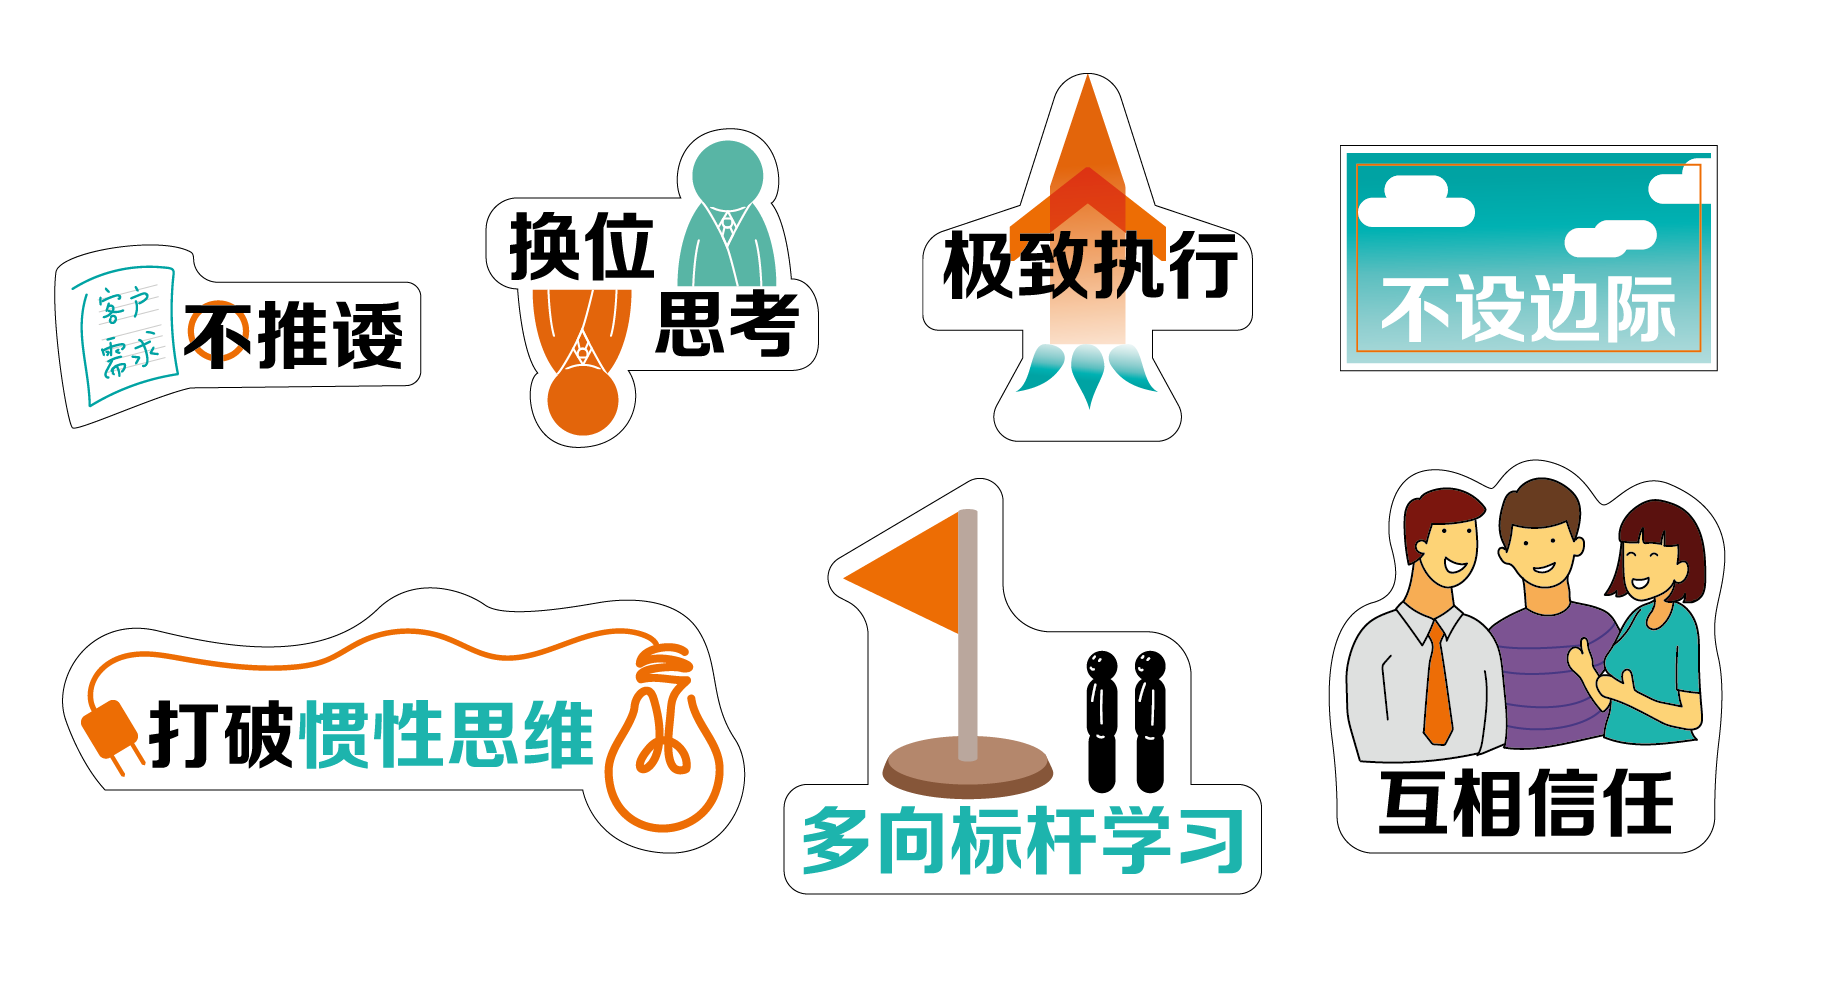 客户
需求
不推诿
换位
思考
极致执行
不设边际
打破惯性思维
多向标杆学习
互相信任